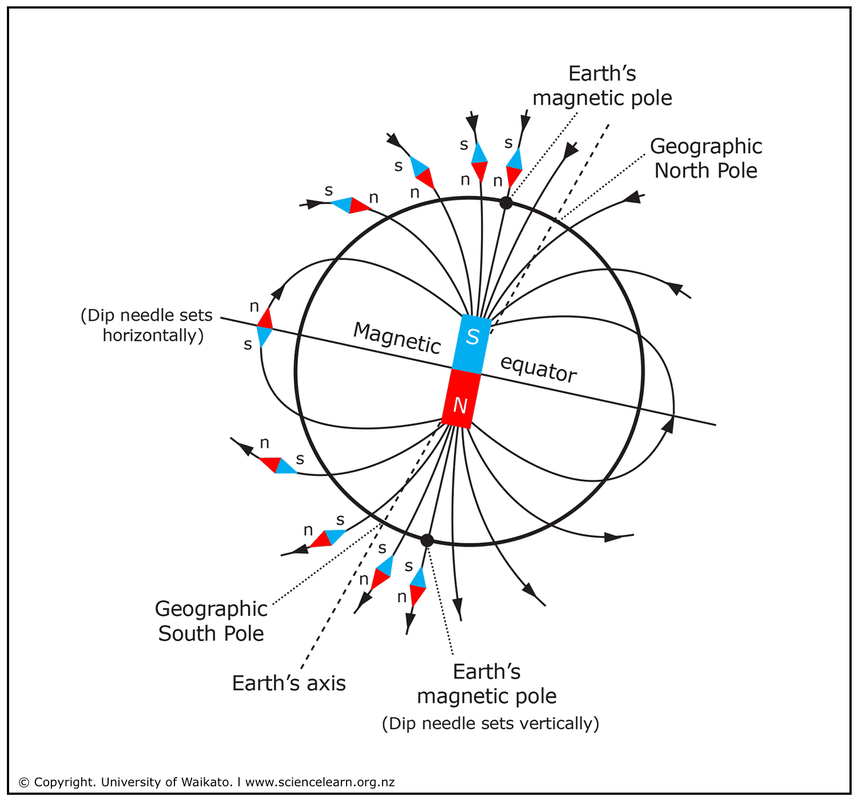 Earth's
magnetic pole
Geographic
North Pole
s
s
s
n
n
s
n
n
n
s
(Dip needle sets
horizontally)
n
s
Magnetic
equator
S
N
n
s
n
s
s
n
s
n
Geographic
South Pole
Earth's axis
Earth's
magnetic pole
(Dip needle sets vertically)
© Copyright. University of Waikato. I www.sciencelearn.org.nz